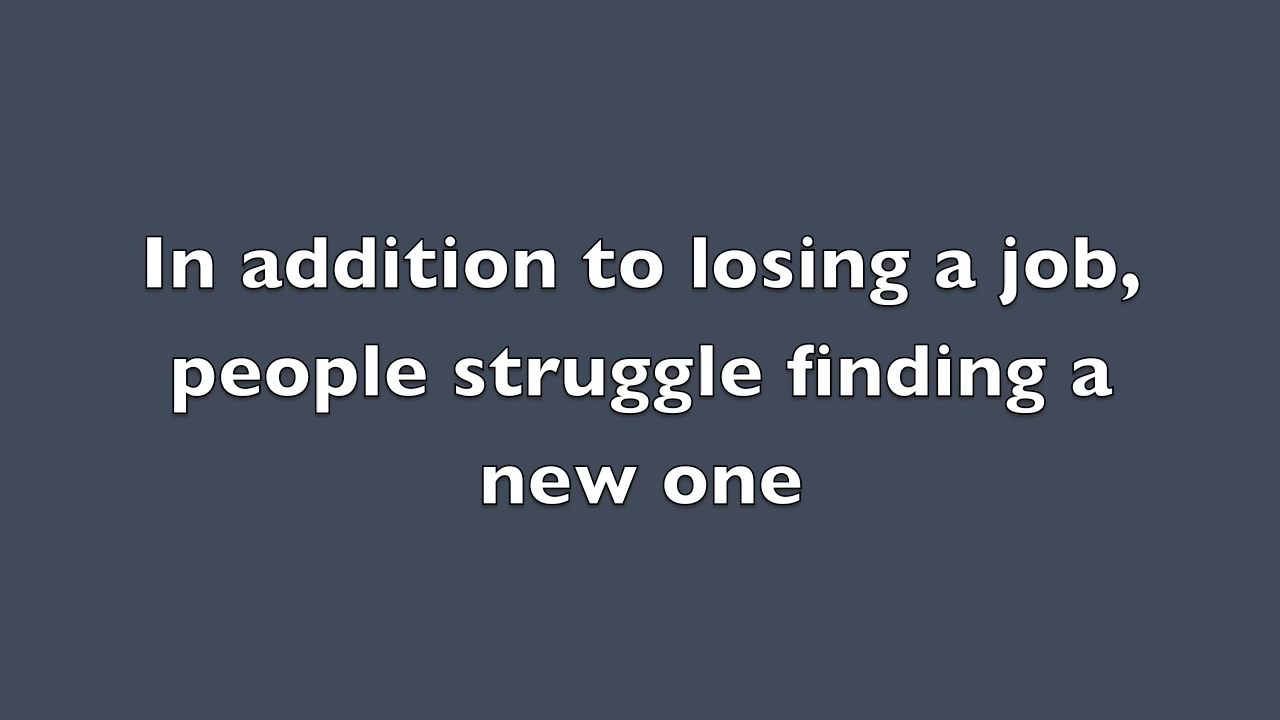 In addition to losing a job,
people struggle finding a
new one